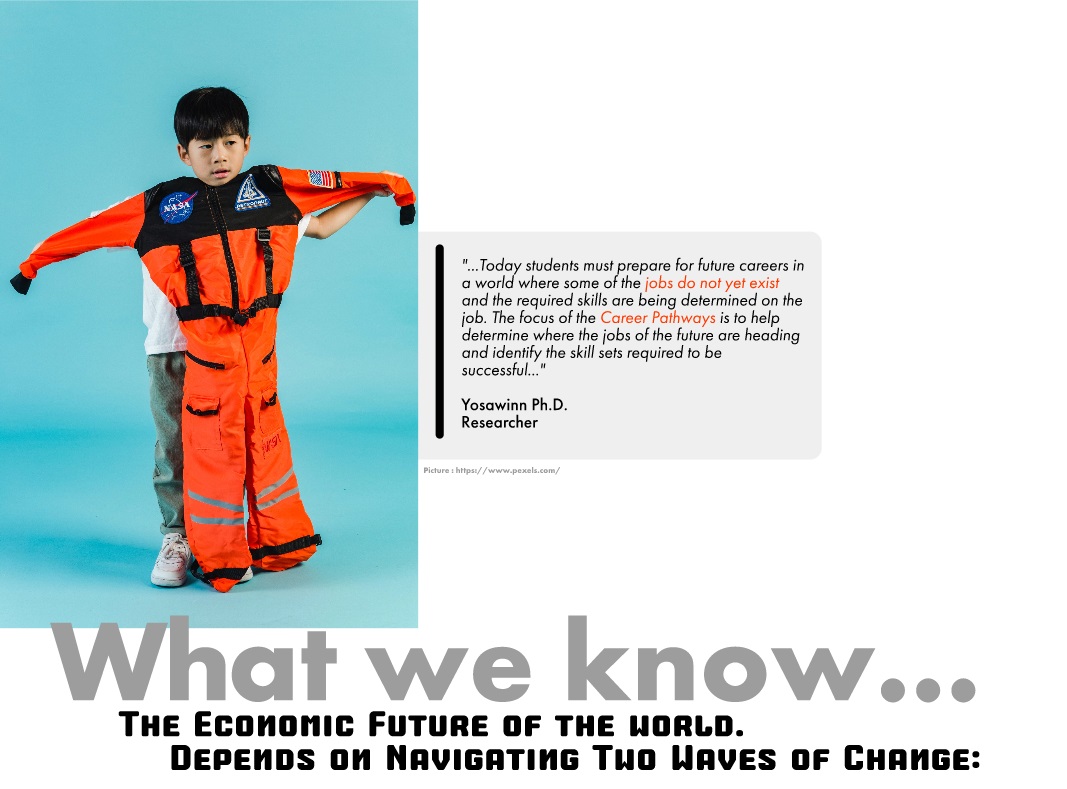 NASA
"...Today students must prepare for future careers in
a world where some of the jobs do not yet exist
and the required skills are being determined on the
job. The focus of the Career Pathways is to help
determine where the jobs of the future are heading
and identify the skill sets required to be
successful..."
Yosawinn Ph.D.
Researcher
Picture : https://www.pexels.com/
What we know...
The Economic Future of the world.
Depends on Navigating Two Waves of Change: